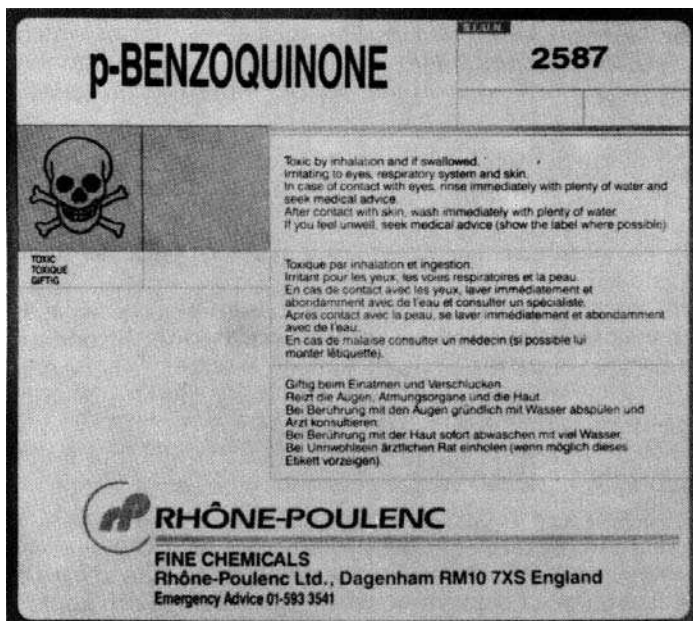 p-BENZOQUINONE
2587
Toxic by inhalation and if swallowed.
Irritating to eyes, respiratory system and skin.
In case of contact with eyes, rinse immediately with plenty of water and
seek medical advice.
After contact with skin, wash immediately with plenty of water.
If you feel unwell, seek medical advice (show the label where possible)
TOXIC
TOXIQUE
GIFTIG
Toxique par inhalation et ingestion.
Irritant pour les yeux, les voies respiratoires et la peau.
En cas de contact avec les yeux, laver immédiatement et
abondamment avec de l'eau et consulter un spécialiste.
Après contact avec la peau, se laver immédiatement et abondamment
avec de l'eau.
En cas de malaise consulter un médecin (si possible lui
monter létiquette).
Giftig beim Einatmen und Verschlucken.
Reizt die Augen, Atmungsorgane und die Haut.
Bei Berührung mit den Augen gründlich mit Wasser abspülen und
Arzt konsultieren.
Bei Berührung mit der Haut sofort abwaschen mit viel Wasser.
Bei Unnwohlsein ärztlichen Rat einholen (wenn möglich dieses
Etikett vorzeigen).
RHÔNE-POULENC
FINE CHEMICALS
Rhône-Poulenc Ltd., Dagenham RM10 7XS England
Emergency Advice 01-593 3541